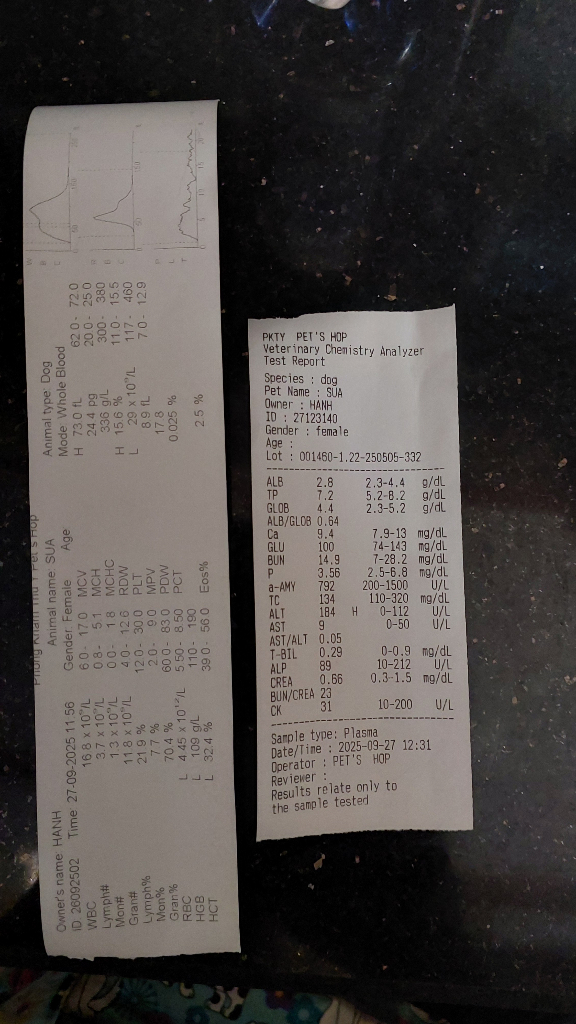 Phòng Khám Thú Y Pet's Hop
Owner's name HANH Animal name: SUA Animal type: Dog
ID 26092502 Time 27-09-2025 11 56 Gender: Female Age Mode: Whole Blood
WBC 16.8 x 10^9/L 6 0 - 17.0 MCV H 73.0 fL 62 0 - 72 0
Lymph# 3.7 x 10^9/L 0 8 - 5.1 MCH 24.4 pg 20 0 - 25 0
Mon# 1.3 x 10^9/L 0 0 - 1 8 MCHC 336 g/L 300 - 380
Gran# 11.8 x 10^9/L 4 0 - 12 6 RDW H 15 6 % 11 0 - 15.5
Lymph% 21.9 % 12.0 - 30 0 PLT L 29 x 10^9/L 117 - 460
Mon% 7.7 % 2.0 - 9 0 MPV 8 9 fL 7 0 - 12.9
Gran% 70.4 % 60 0 - 83.0 PDW 17.8
RBC L 4.45 x 10^12/L 5.50 - 8.50 PCT 0.025 %
HGB L 109 g/L 110 - 190
HCT L 32.4 % 39.0 - 56 0 Eos% 2 5 %
PKTY PET'S HOP
Veterinary Chemistry Analyzer
Test Report
Species : dog
Pet Name : SUA
Owner : HANH
ID : 27123140
Gender : female
Age :
Lot : 001460-1.22-250505-332
ALB 2.8 2.3-4.4 g/dL
TP 7.2 5.2-8.2 g/dL
GLOB 4.4 2.3-5.2 g/dL
ALB/GLOB 0.64
Ca 9.4 7.9-13 mg/dL
GLU 100 74-143 mg/dL
BUN 14.9 7-28.2 mg/dL
P 3.56 2.5-6.8 mg/dL
a-AMY 792 200-1500 U/L
TC 134 110-320 mg/dL
ALT 184 H 0-112 U/L
AST 9 0-50 U/L
AST/ALT 0.05
T-BIL 0.29 0-0.9 mg/dL
ALP 89 10-212 U/L
CREA 0.66 0.3-1.5 mg/dL
BUN/CREA 23
CK 31 10-200 U/L
Sample type: Plasma
Date/Time : 2025-09-27 12:31
Operator : PET'S HOP
Reviewer :
Results relate only to
the sample tested